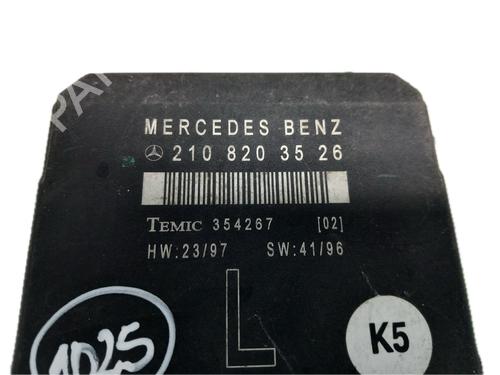 MERCEDES BENZ
210 820 35 26
TEMIC 354267 [02]
HW:23/97 SW:41/96
L
K5
1025